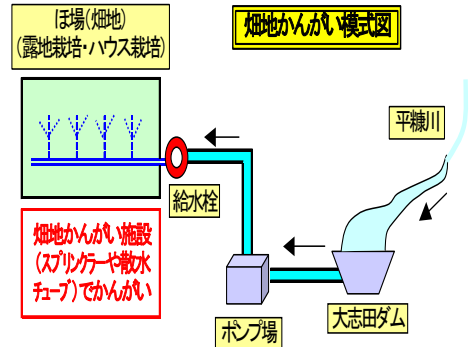 畑地かんがい模式図
ほ場(畑地)
(露地栽培・ハウス栽培)
平糠川
給水栓
畑地かんがい施設
(スプリンクラーや散水
チューブ)でかんがい
大志田ダム
ポンプ場